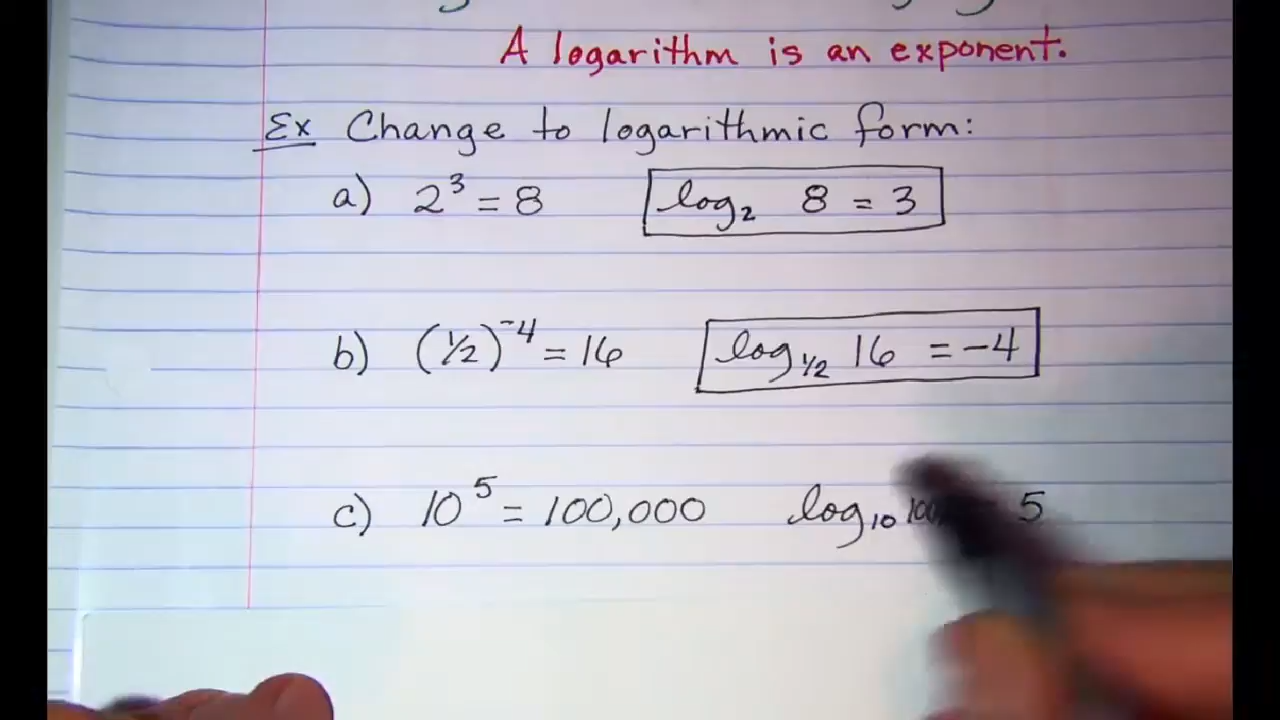 A logarithm is an exponent.
Ex Change to logarithmic form:
a) 2³ = 8 log₂ 8 = 3
b) (½)⁻⁴ = 16 log₁/₂ 16 = -4
c) 10⁵ = 100,000 log₁₀ 5